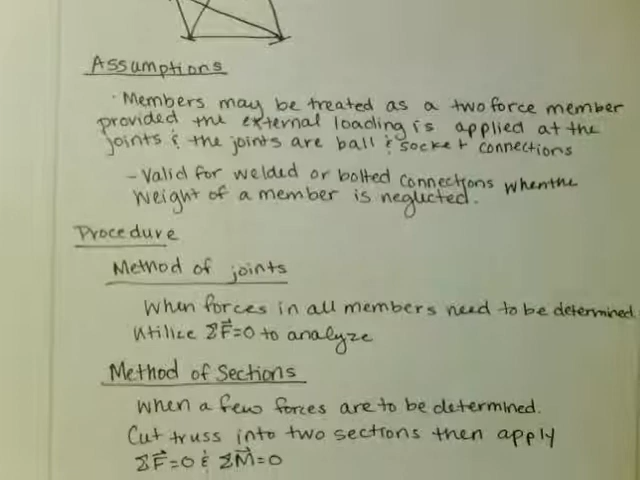 Assumptions
· Members may be treated as a two force member
provided the external loading is applied at the
joints & the joints are ball & socket connections
- Valid for welded or bolted connections when the
weight of a member is neglected.
Procedure
Method of joints
When forces in all members need to be determined.
Utilize ΣF⃗=0 to analyze
Method of Sections
When a few forces are to be determined.
Cut truss into two sections then apply
ΣF⃗=0 & ΣM⃗=0